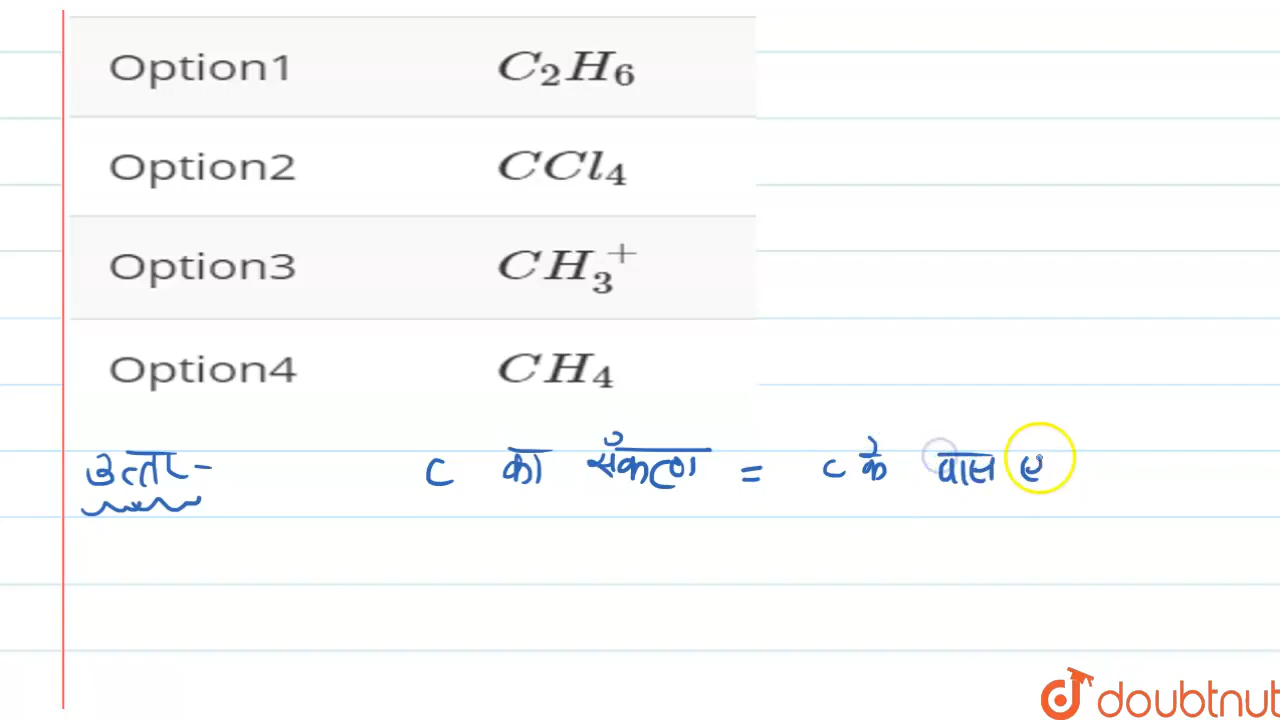 Option1 C₂H₆
Option2 CCl₄
Option3 CH₃⁺
Option4 CH₄
उत्तर - C का संकरण = C के पास
doubtnut